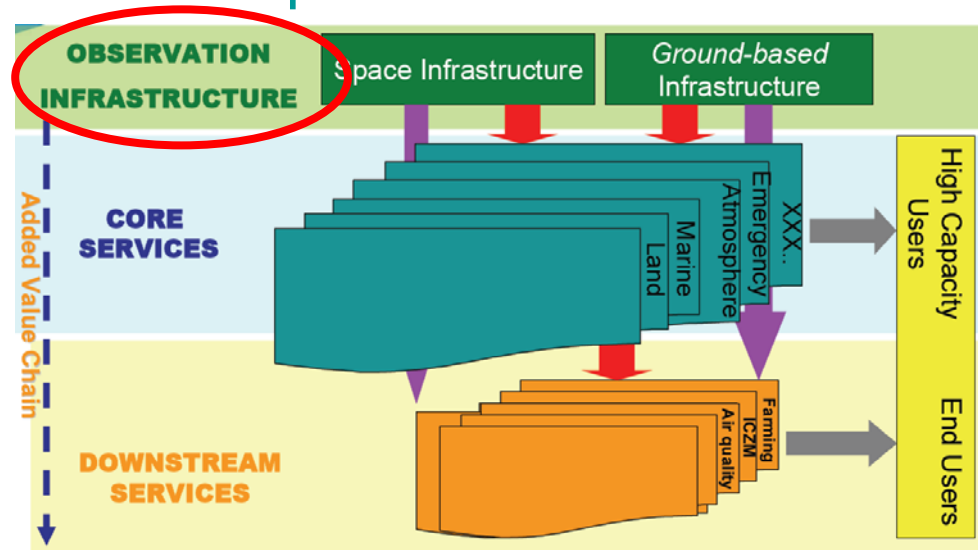 OBSERVATION
INFRASTRUCTURE
Space Infrastructure
Ground-based
Infrastructure
Added Value Chain
CORE
SERVICES
Land
Marine
Atmosphere
Emergency
XXX..
High Capacity
Users
DOWNSTREAM
SERVICES
Air quality
ICZM
Farming
End Users